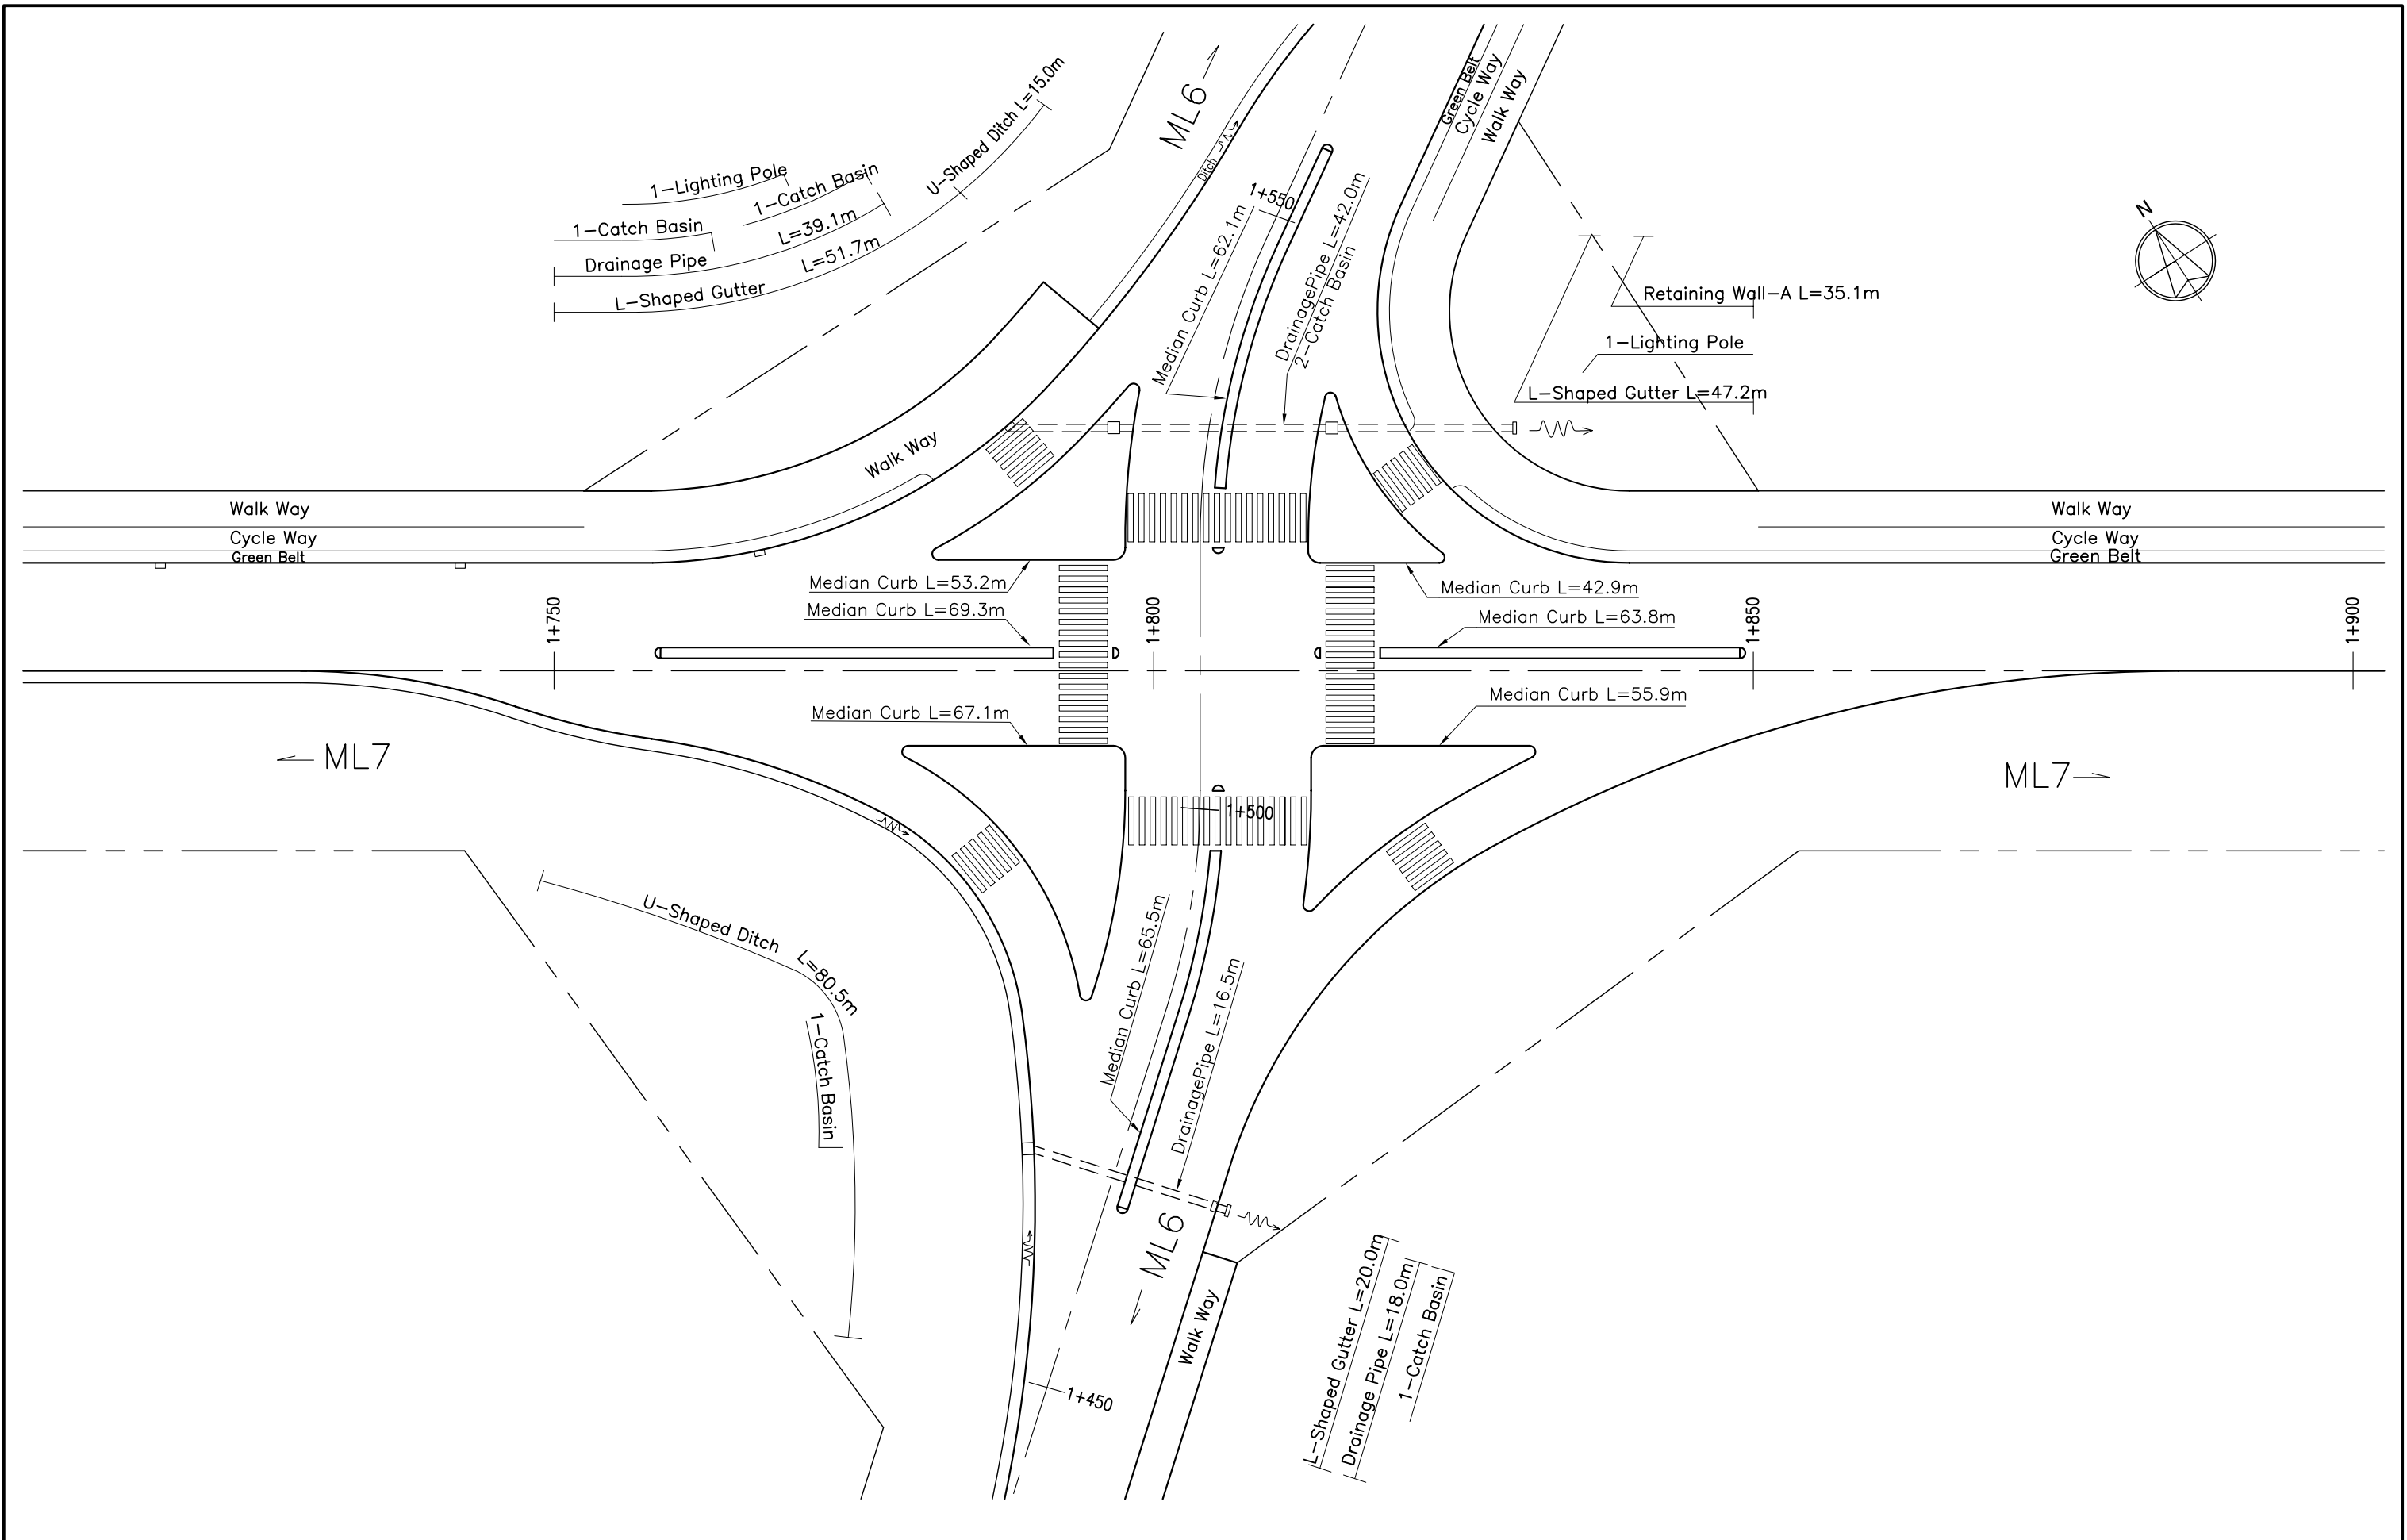 ML6
Ditch
Green Belt
Cycle Way
Walk Way
U-Shaped Ditch L=15.0m
1-Lighting Pole
1-Catch Basin
1-Catch Basin
L=39.1m
Drainage Pipe
L=51.7m
L-Shaped Gutter
1+550
Median Curb L=62.1m
DrainagePipe L=42.0m
2-Catch Basin
N
Retaining Wall-A L=35.1m
1-Lighting Pole
L-Shaped Gutter L=47.2m
Walk Way
Walk Way
Cycle Way
Green Belt
Walk Way
Cycle Way
Green Belt
Median Curb L=53.2m
Median Curb L=42.9m
Median Curb L=69.3m
Median Curb L=63.8m
1+750
1+800
1+850
1+900
Median Curb L=67.1m
Median Curb L=55.9m
ML7
ML7
1+500
U-Shaped Ditch
L=80.5m
1-Catch Basin
Median Curb L=65.5m
DrainagePipe L=16.5m
ML6
Walk Way
1+450
L-Shaped Gutter L=20.0m
Drainage Pipe L=18.0m
1-Catch Basin